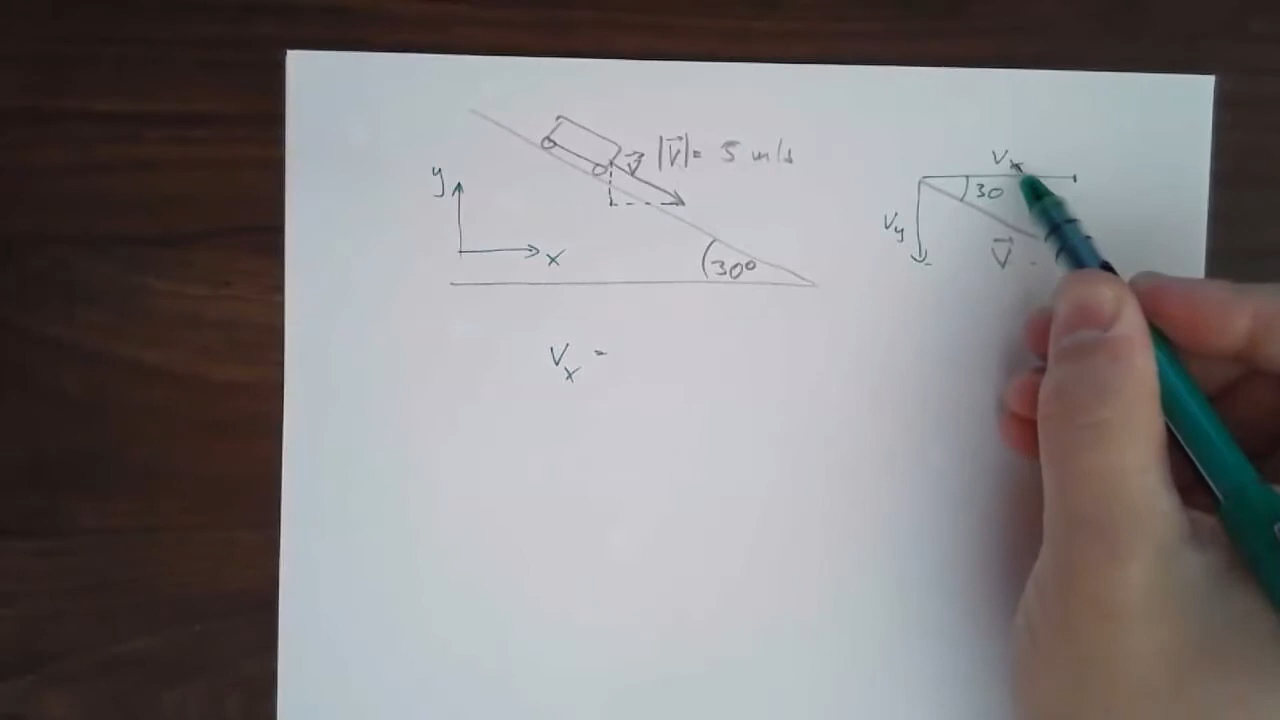 y
x
V⃗ |V⃗| = 5 m/s
30°
Vx
30
Vy
V⃗
Vx =